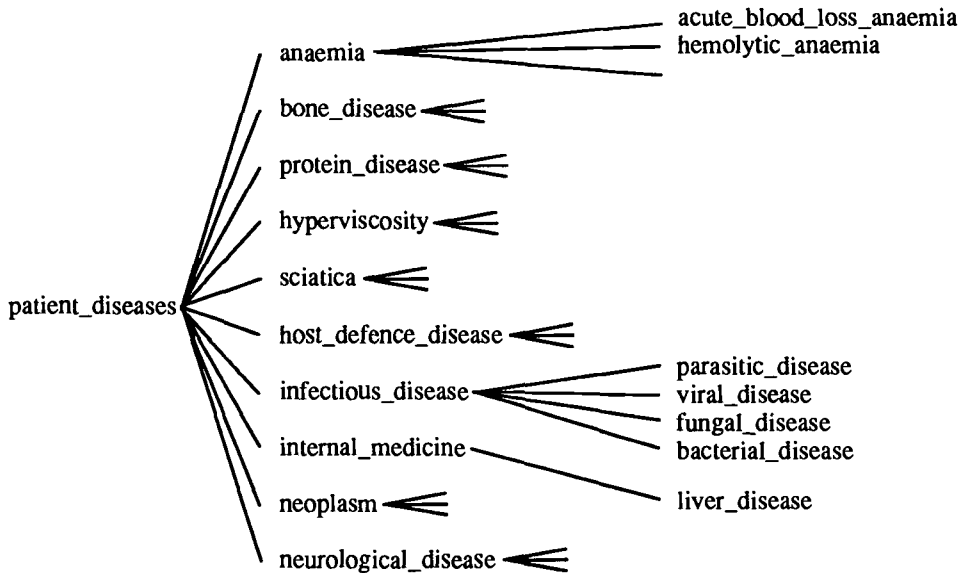 acute_blood_loss_anaemia
anaemia
hemolytic_anaemia
bone_disease
protein_disease
hyperviscosity
sciatica
patient_diseases
host_defence_disease
infectious_disease
parasitic_disease
viral_disease
fungal_disease
bacterial_disease
internal_medicine
liver_disease
neoplasm
neurological_disease